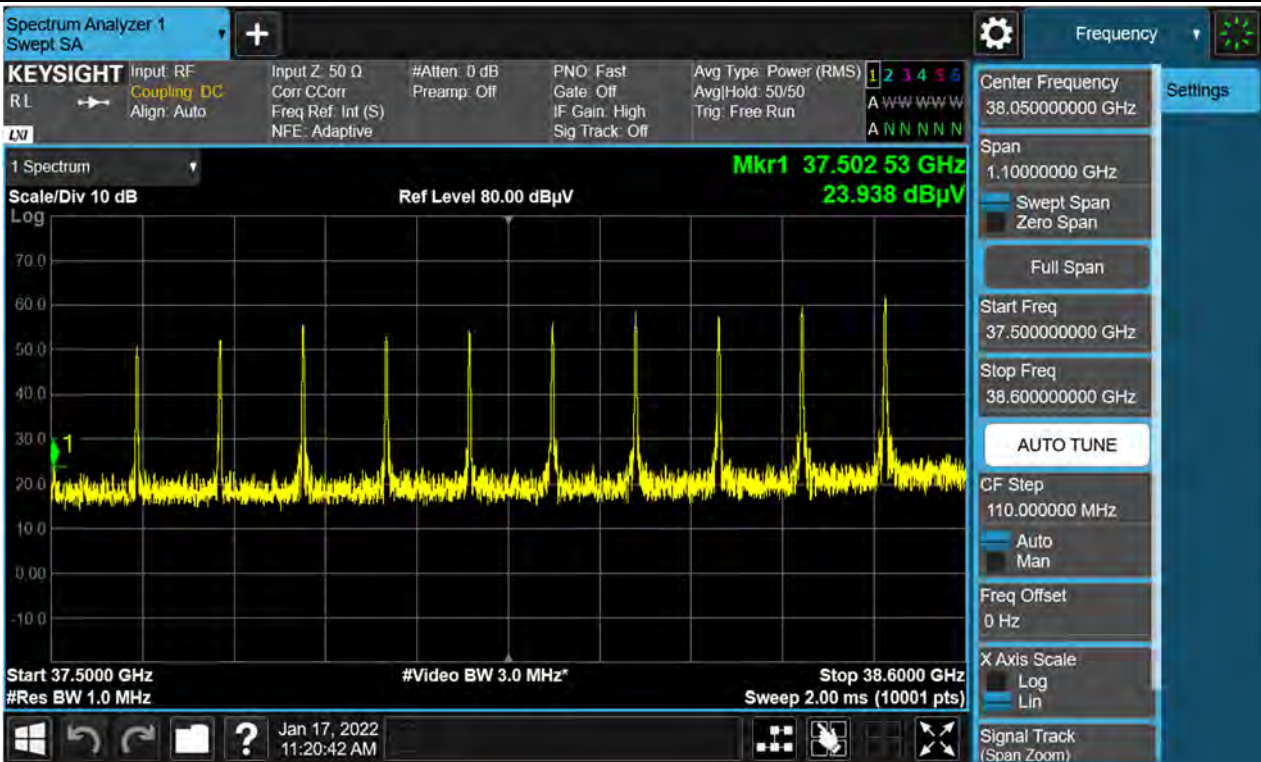 Spectrum Analyzer 1
Swept SA
+
Frequency
KEYSIGHT
RL
LXI
Input: RF
Coupling: DC
Align: Auto
Input Z: 50 Ω
Corr CCorr
Freq Ref: Int (S)
NFE: Adaptive
#Atten: 0 dB
Preamp: Off
PNO: Fast
Gate: Off
IF Gain: High
Sig Track: Off
Avg Type: Power (RMS)
Avg|Hold: 50/50
Trig: Free Run
1 2 3 4 5 6
A W W W W W
A N N N N N
1 Spectrum
Scale/Div 10 dB
Log
Ref Level 80.00 dBµV
Mkr1 37.502 53 GHz
23.938 dBµV
70.0
60.0
50.0
40.0
30.0
1
20.0
10.0
0.00
-10.0
Start 37.5000 GHz
#Res BW 1.0 MHz
#Video BW 3.0 MHz*
Stop 38.6000 GHz
Sweep 2.00 ms (10001 pts)
?
Jan 17, 2022
11:20:42 AM
Center Frequency
38.050000000 GHz
Span
1.10000000 GHz
Swept Span
Zero Span
Full Span
Start Freq
37.500000000 GHz
Stop Freq
38.600000000 GHz
AUTO TUNE
CF Step
110.000000 MHz
Auto
Man
Freq Offset
0 Hz
X Axis Scale
Log
Lin
Signal Track
(Span Zoom)
Settings